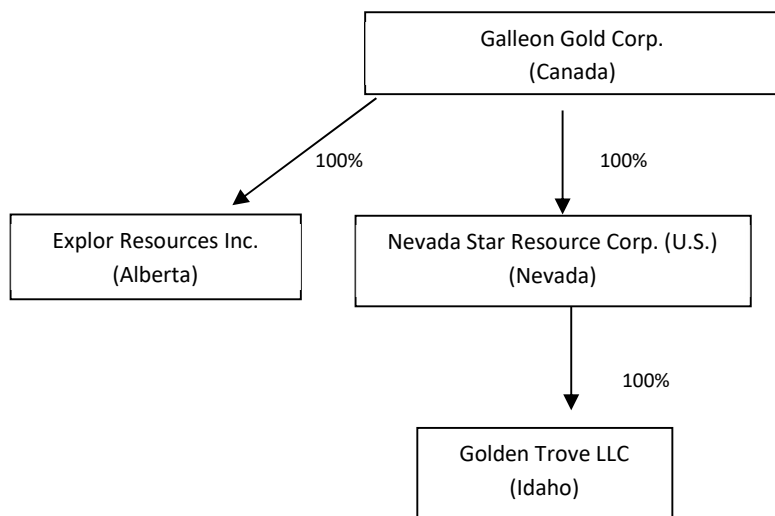 Galleon Gold Corp.
(Canada)
100%
100%
Explor Resources Inc.
(Alberta)
Nevada Star Resource Corp. (U.S.)
(Nevada)
100%
Golden Trove LLC
(Idaho)